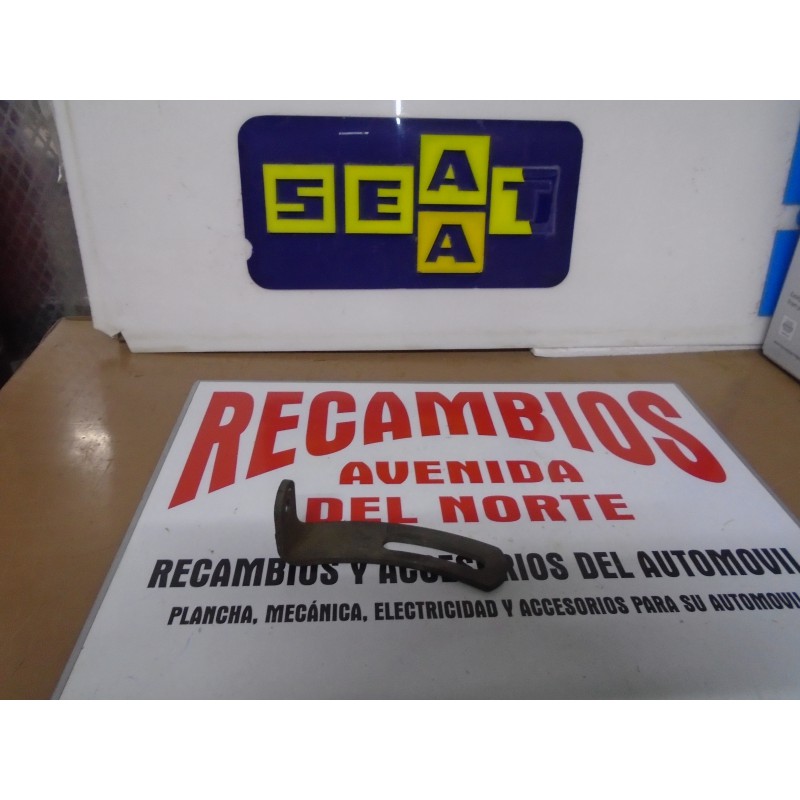 SEAT
A
RECAMBIOS
AVENIDA
DEL NORTE
RECAMBIOS Y ACCESORIOS DEL AUTOMOVIL
PLANCHA, MECÁNICA, ELECTRICIDAD Y ACCESORIOS PARA SU AUTOMOVIL